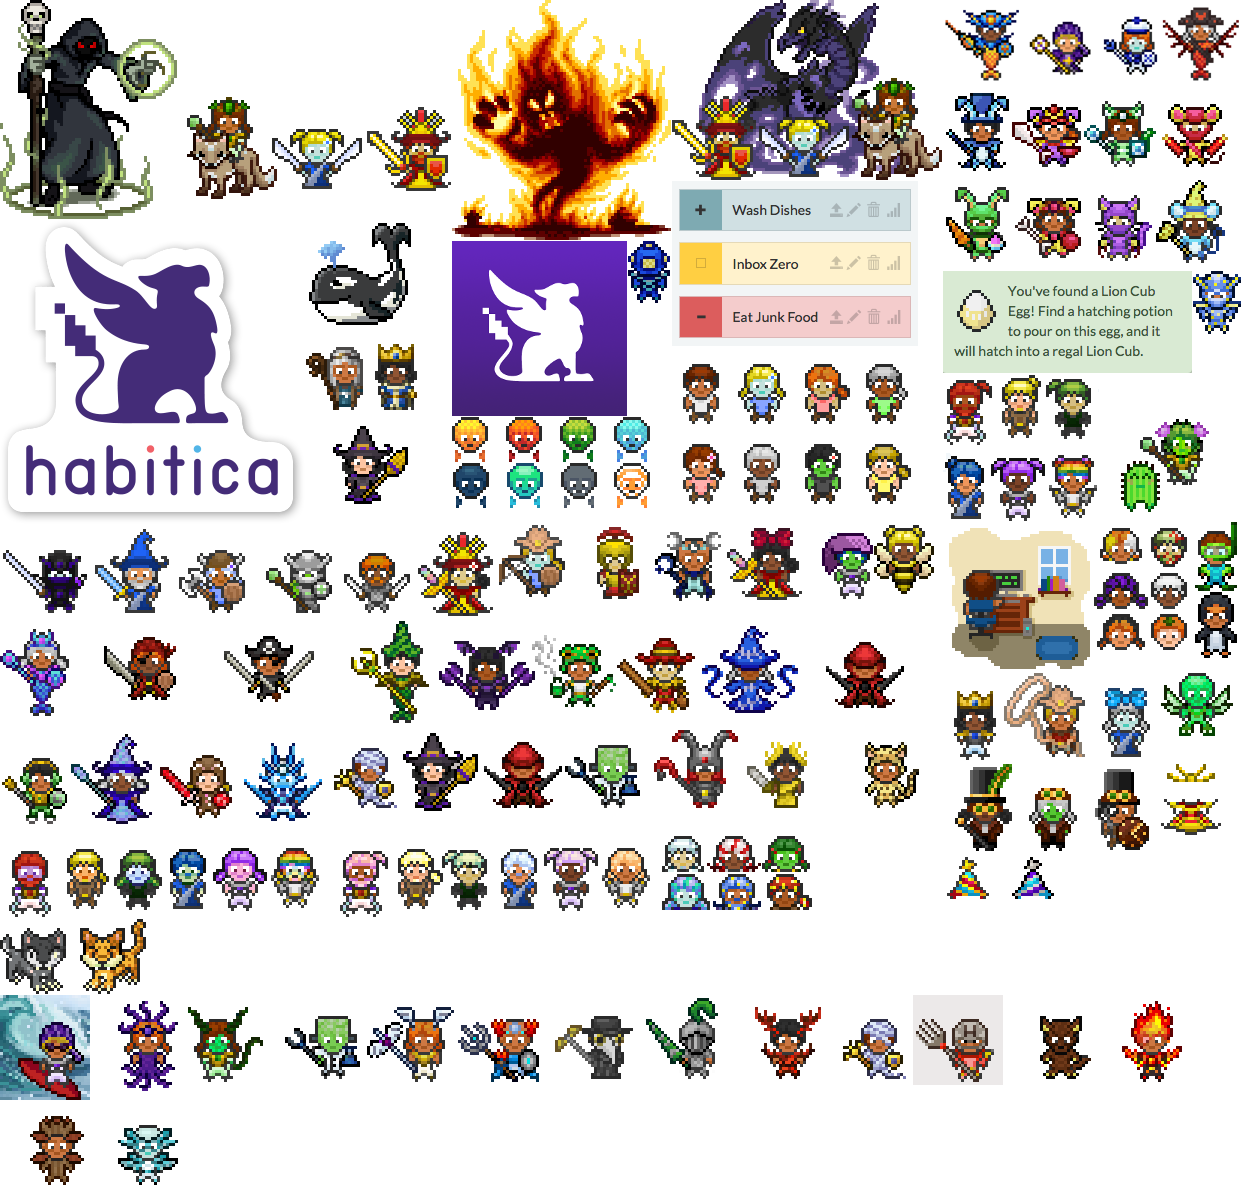 Wash Dishes
Inbox Zero
Eat Junk Food
You've found a Lion Cub
Egg! Find a hatching potion
to pour on this egg, and it
will hatch into a regal Lion Cub.
habitica